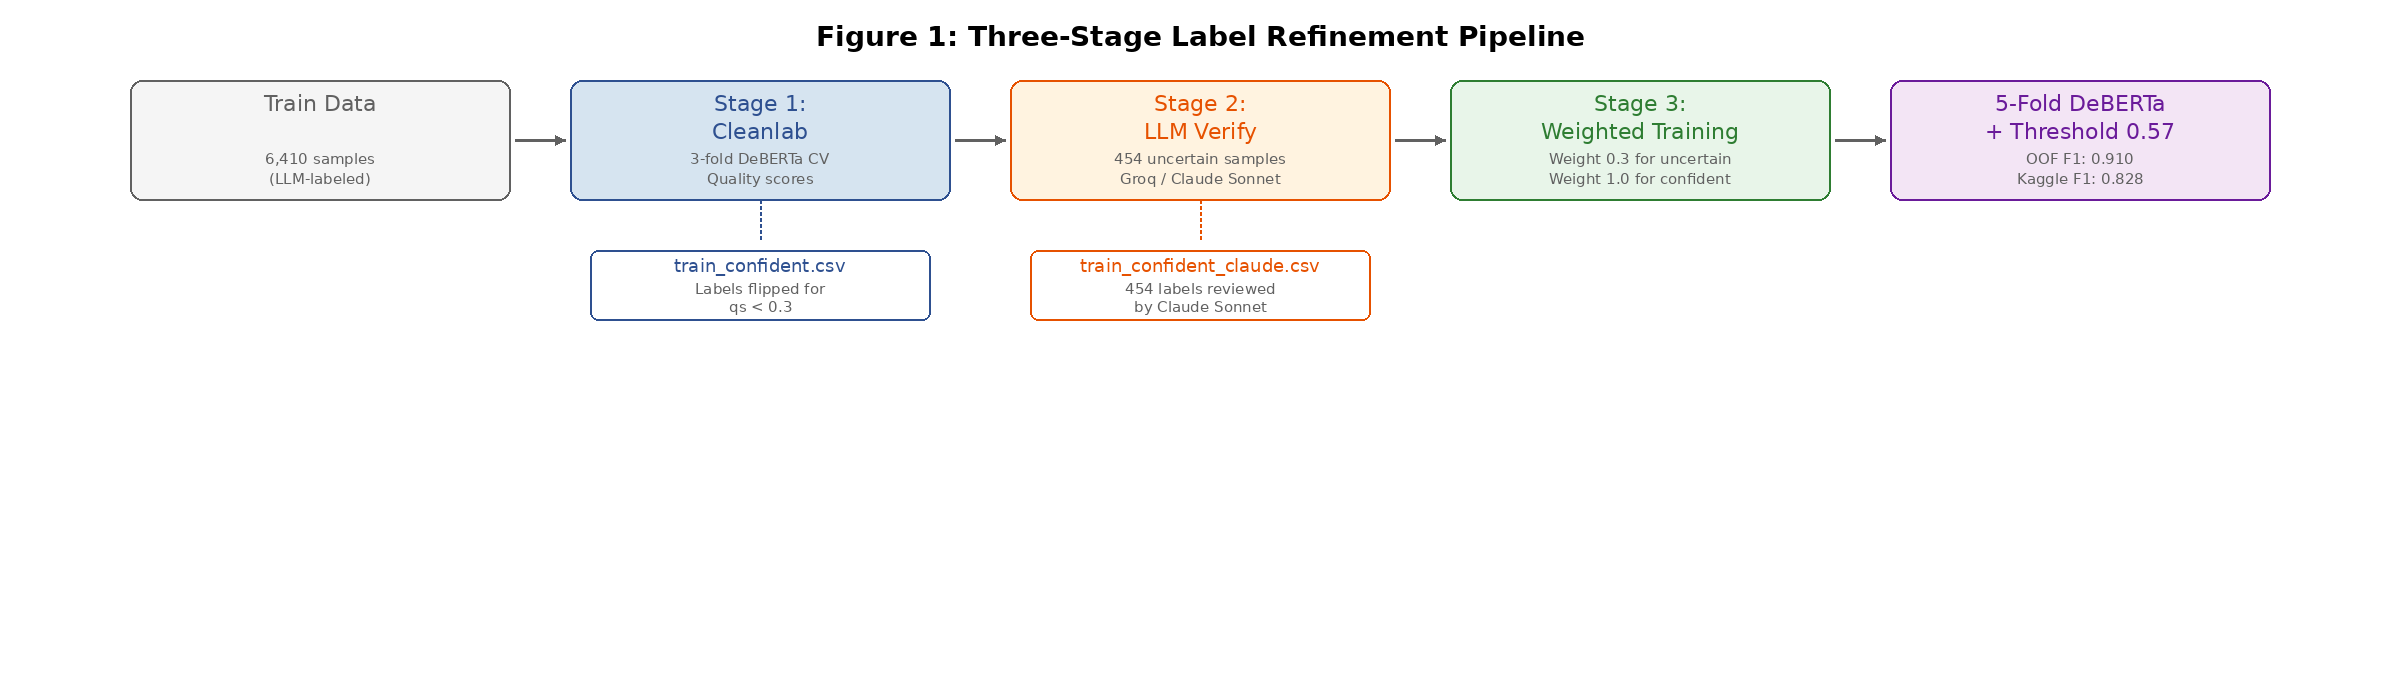 Figure 1: Three-Stage Label Refinement Pipeline
Train Data
6,410 samples
(LLM-labeled)
Stage 1:
Cleanlab
3-fold DeBERTa CV
Quality scores
Stage 2:
LLM Verify
454 uncertain samples
Groq / Claude Sonnet
Stage 3:
Weighted Training
Weight 0.3 for uncertain
Weight 1.0 for confident
5-Fold DeBERTa
+ Threshold 0.57
OOF F1: 0.910
Kaggle F1: 0.828
train_confident.csv
Labels flipped for
qs < 0.3
train_confident_claude.csv
454 labels reviewed
by Claude Sonnet